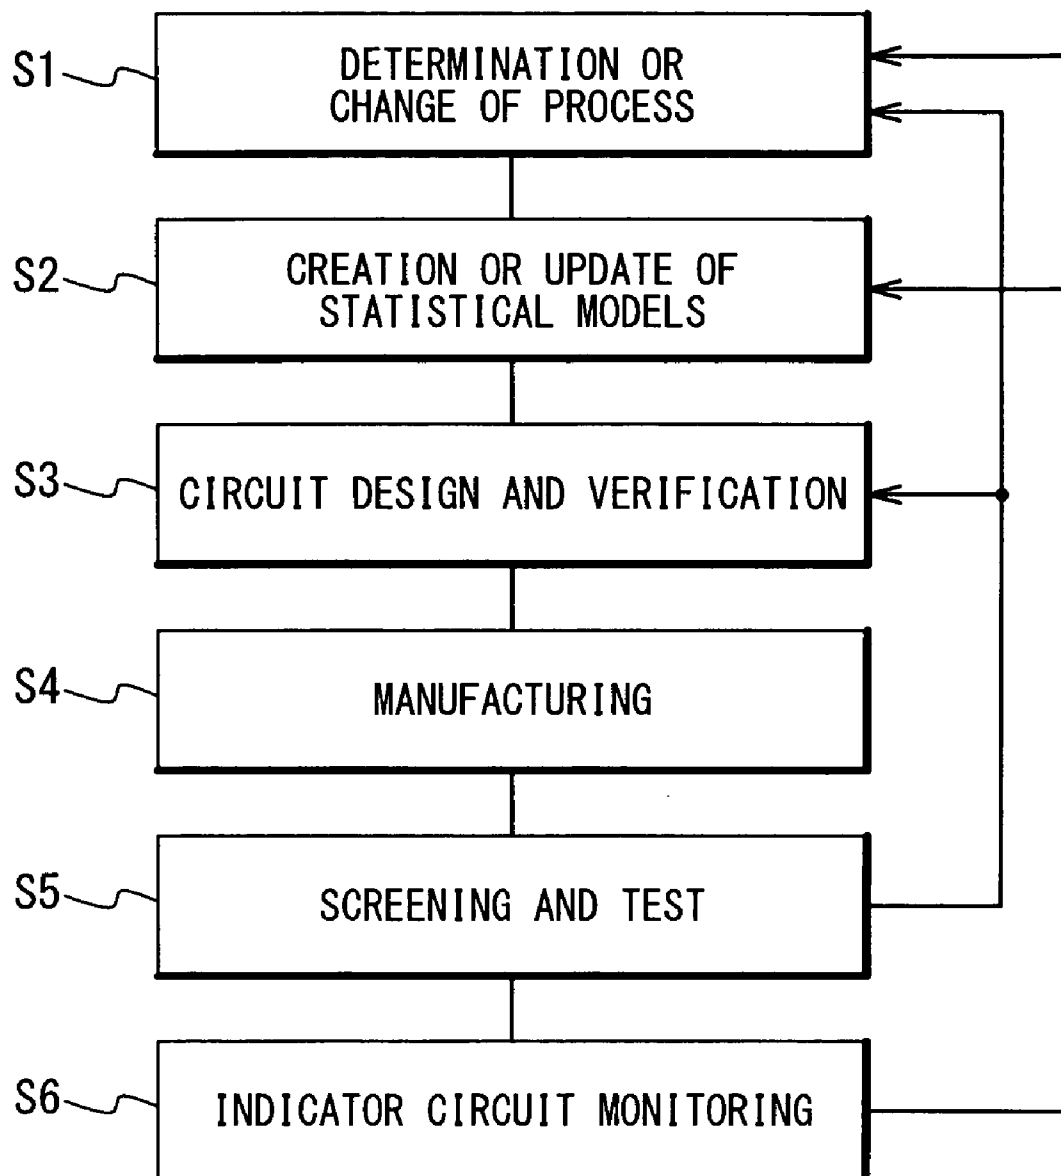 S1
DETERMINATION OR
CHANGE OF PROCESS
S2
CREATION OR UPDATE OF
STATISTICAL MODELS
S3
CIRCUIT DESIGN AND VERIFICATION
S4
MANUFACTURING
S5
SCREENING AND TEST
S6
INDICATOR CIRCUIT MONITORING